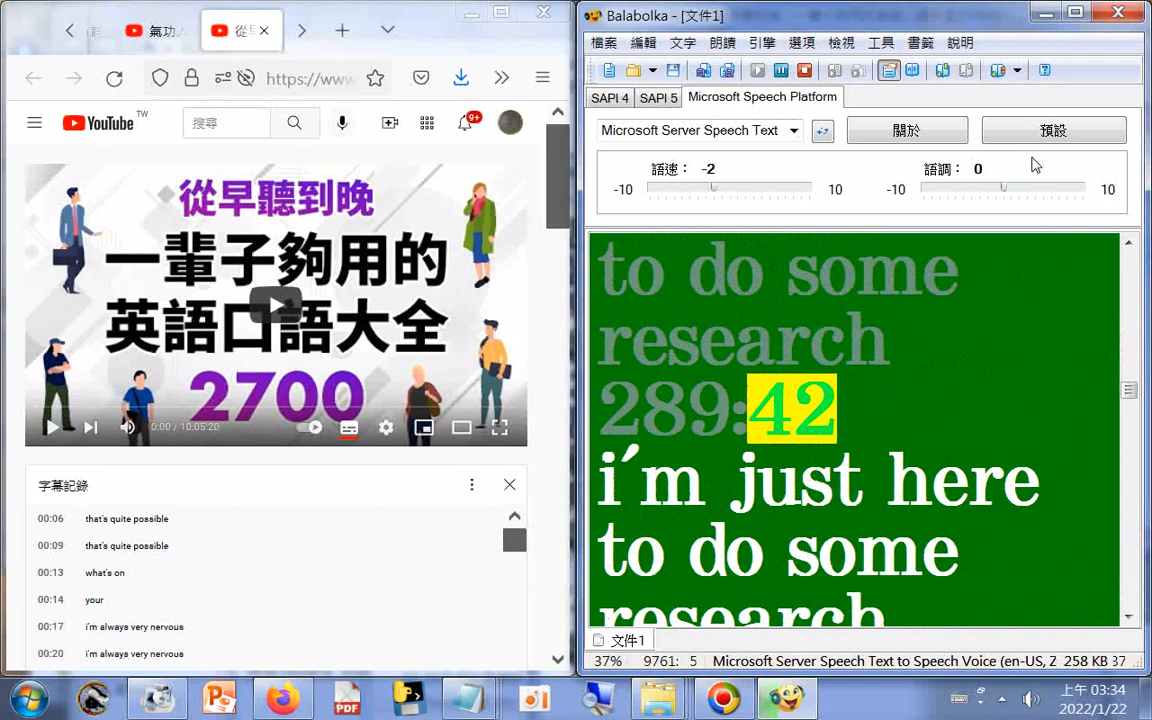 氣功
從
https://www
YouTube TW
搜尋
9+
從早聽到晚
一輩子夠用的
英語口語大全
2700
0:00 / 10:05:20
字幕記錄
00:06 that's quite possible
00:09 that's quite possible
00:13 what's on
00:14 your
00:17 i'm always very nervous
00:20 i'm always very nervous
Balabolka - [文件1]
檔案 編輯 文字 朗讀 引擎 選項 檢視 工具 書籤 說明
SAPI 4 SAPI 5 Microsoft Speech Platform
Microsoft Server Speech Text 關於 預設
語速： -2 語調： 0
-10 10 -10 10
to do some
research
289:42
i´m just here
to do some
research
文件1
37% 9761: 5 Microsoft Server Speech Text to Speech Voice (en-US, Z 258 KB 37
PDF
上午 03:34
2022/1/22